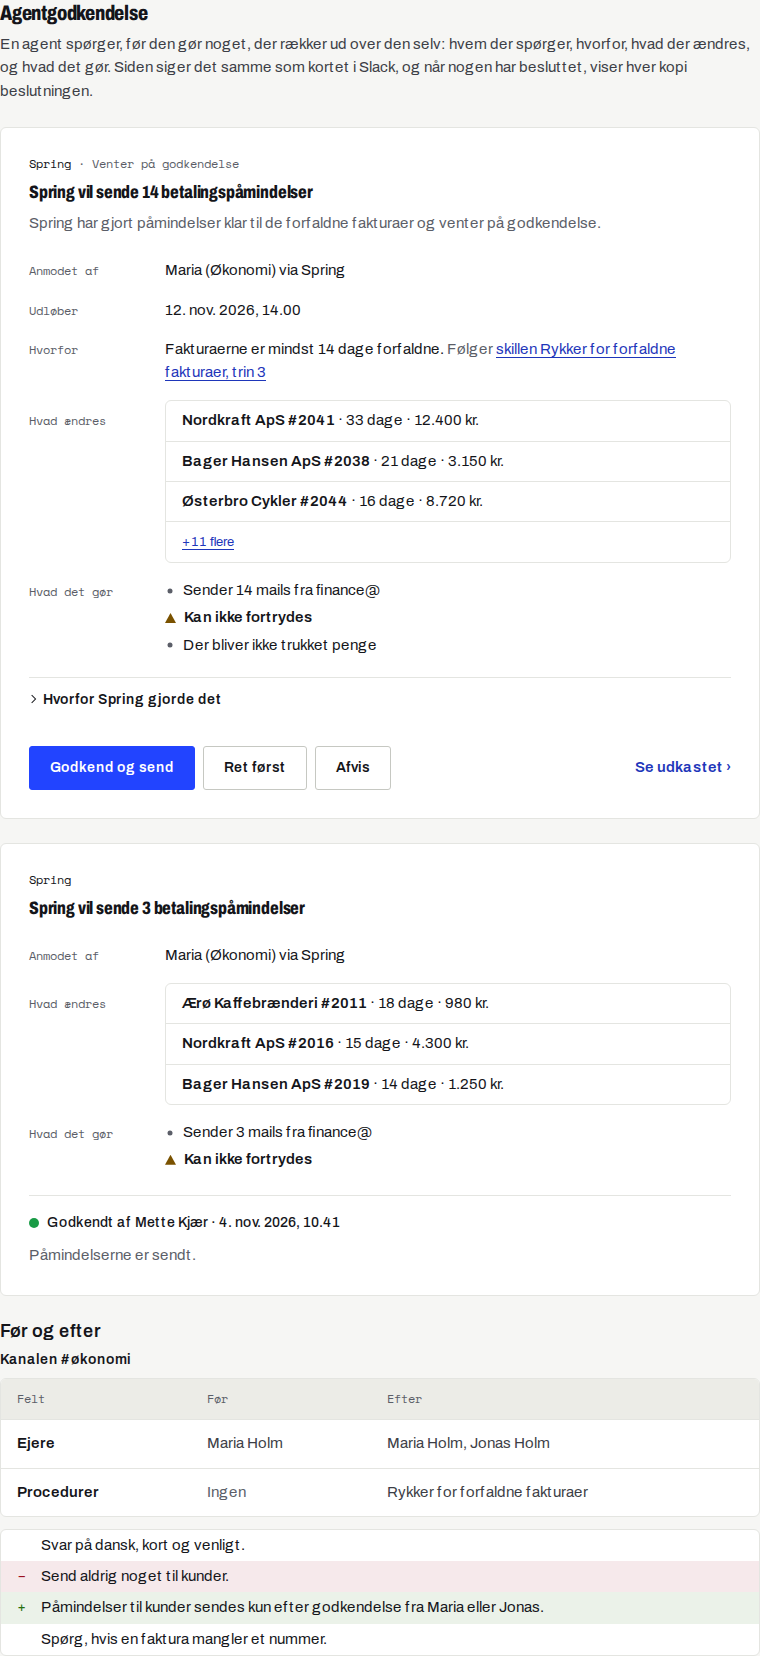 Agentgodkendelse
En agent spørger, før den gør noget, der rækker ud over den selv: hvem der spørger, hvorfor, hvad der ændres,
og hvad det gør. Siden siger det samme som kortet i Slack, og når nogen har besluttet, viser hver kopi
beslutningen.
Spring · Venter på godkendelse
Spring vil sende 14 betalingspåmindelser
Spring har gjort påmindelser klar til de forfaldne fakturaer og venter på godkendelse.
Anmodet af Maria (Økonomi) via Spring
Udløber 12. nov. 2026, 14.00
Hvorfor Fakturaerne er mindst 14 dage forfaldne. Følger skillen Rykker for forfaldne
fakturaer, trin 3
Hvad ændres Nordkraft ApS #2041 · 33 dage · 12.400 kr.
Bager Hansen ApS #2038 · 21 dage · 3.150 kr.
Østerbro Cykler #2044 · 16 dage · 8.720 kr.
+11 flere
Hvad det gør • Sender 14 mails fra finance@
▲ Kan ikke fortrydes
• Der bliver ikke trukket penge
› Hvorfor Spring gjorde det
Godkend og send Ret først Afvis Se udkastet ›
Spring
Spring vil sende 3 betalingspåmindelser
Anmodet af Maria (Økonomi) via Spring
Hvad ændres Ærø Kaffebrænderi #2011 · 18 dage · 980 kr.
Nordkraft ApS #2016 · 15 dage · 4.300 kr.
Bager Hansen ApS #2019 · 14 dage · 1.250 kr.
Hvad det gør • Sender 3 mails fra finance@
▲ Kan ikke fortrydes
Godkendt af Mette Kjær · 4. nov. 2026, 10.41
Påmindelserne er sendt.
Før og efter
Kanalen #økonomi
Felt Før Efter
Ejere Maria Holm Maria Holm, Jonas Holm
Procedurer Ingen Rykker for forfaldne fakturaer
Svar på dansk, kort og venligt.
− Send aldrig noget til kunder.
+ Påmindelser til kunder sendes kun efter godkendelse fra Maria eller Jonas.
Spørg, hvis en faktura mangler et nummer.